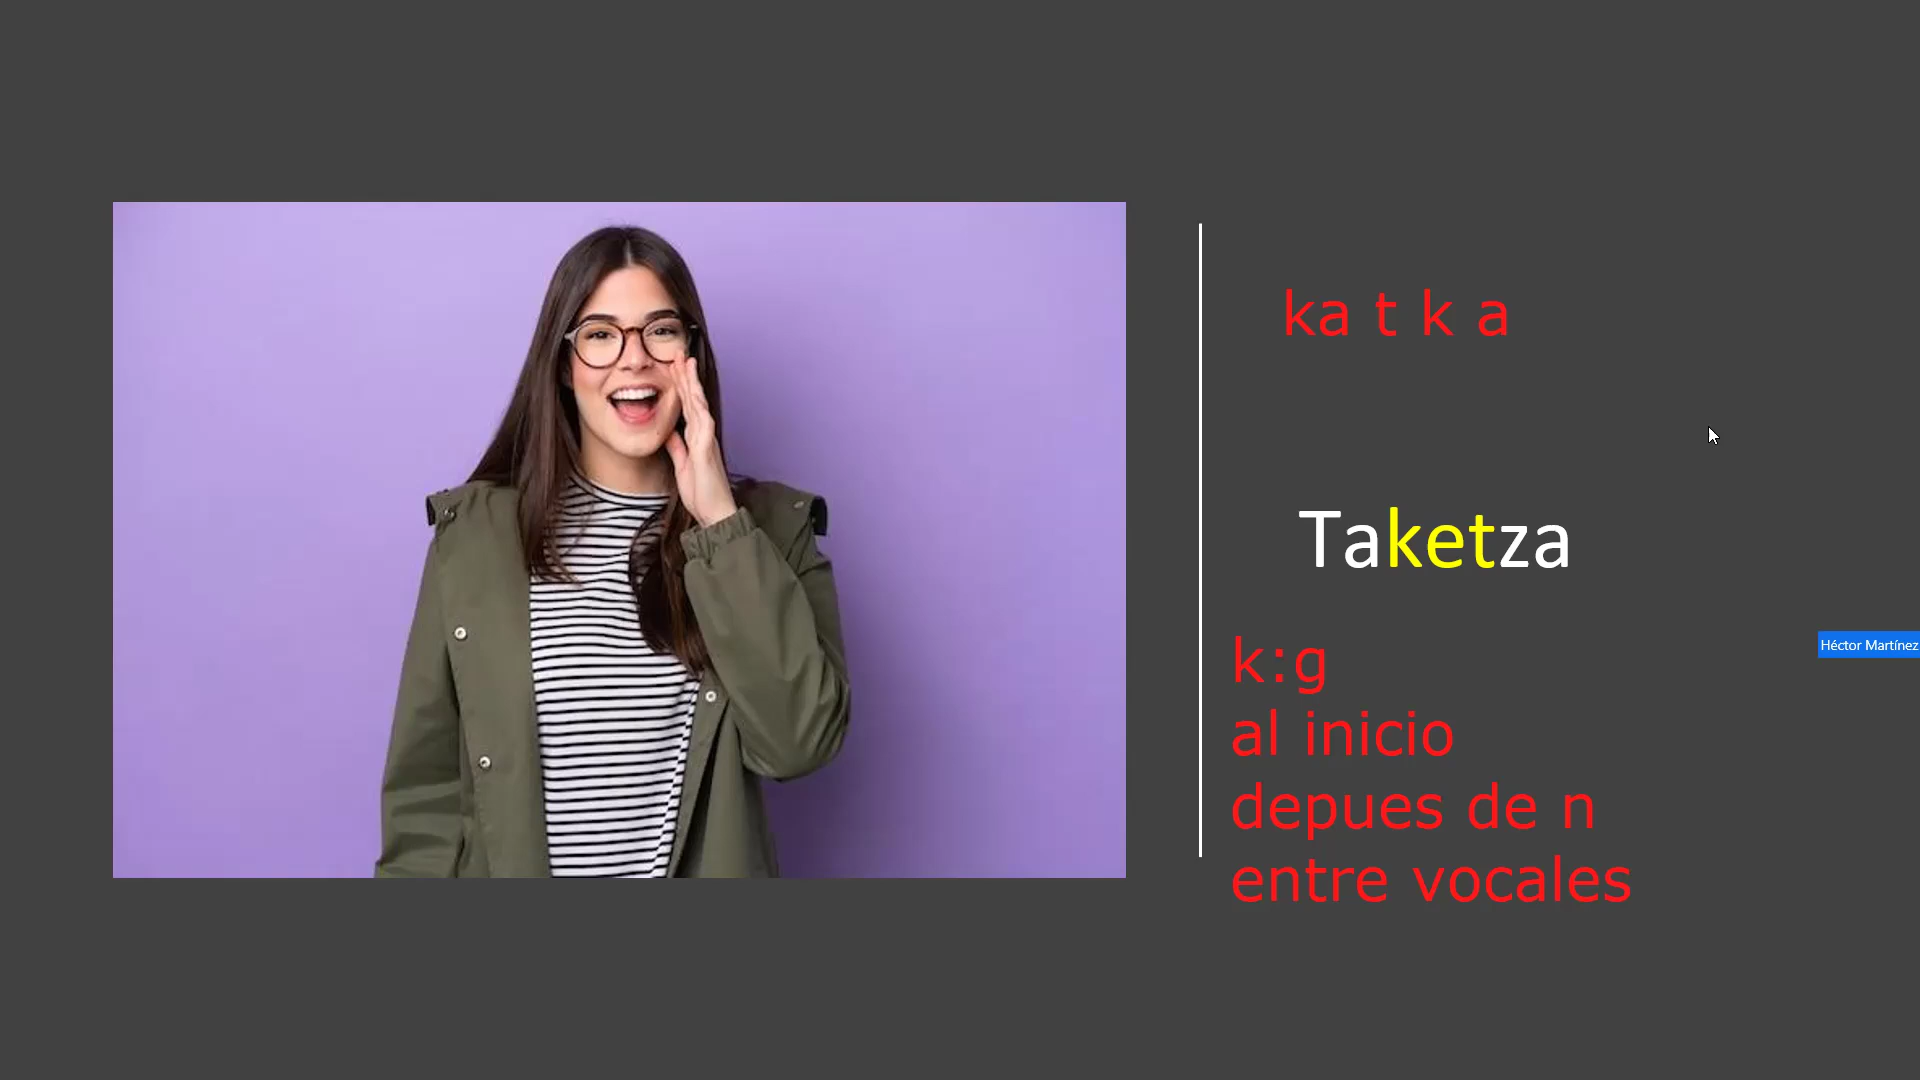 ka t k a
Taketza
k:g
al inicio
depues de n
entre vocales
Héctor Martínez